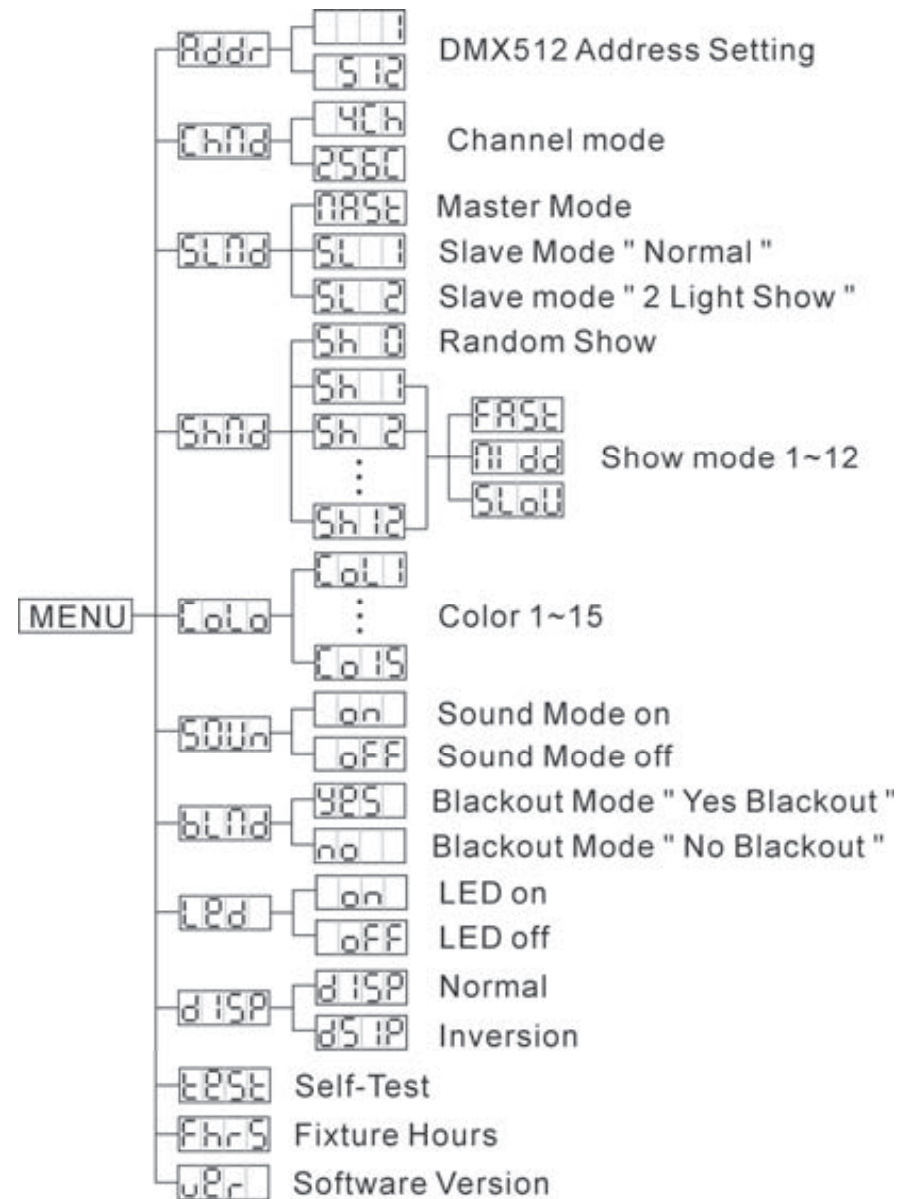 1
Addr DMX512 Address Setting
512
4Ch
ChMd Channel mode
256C
MASt Master Mode
SLMd SL 1 Slave Mode " Normal "
SL 2 Slave mode " 2 Light Show "
Sh 0 Random Show
Sh 1
FASt
ShMd Sh 2 MI dd Show mode 1~12
SLoU
Sh12
CoL1
MENU CoLo Color 1~15
Co15
on Sound Mode on
SOUn
oFF Sound Mode off
YES Blackout Mode " Yes Blackout "
bLMd
no Blackout Mode " No Blackout "
on LED on
Led
oFF LED off
dISP Normal
dISP
dSIP Inversion
teSt Self-Test
FhrS Fixture Hours
ver Software Version